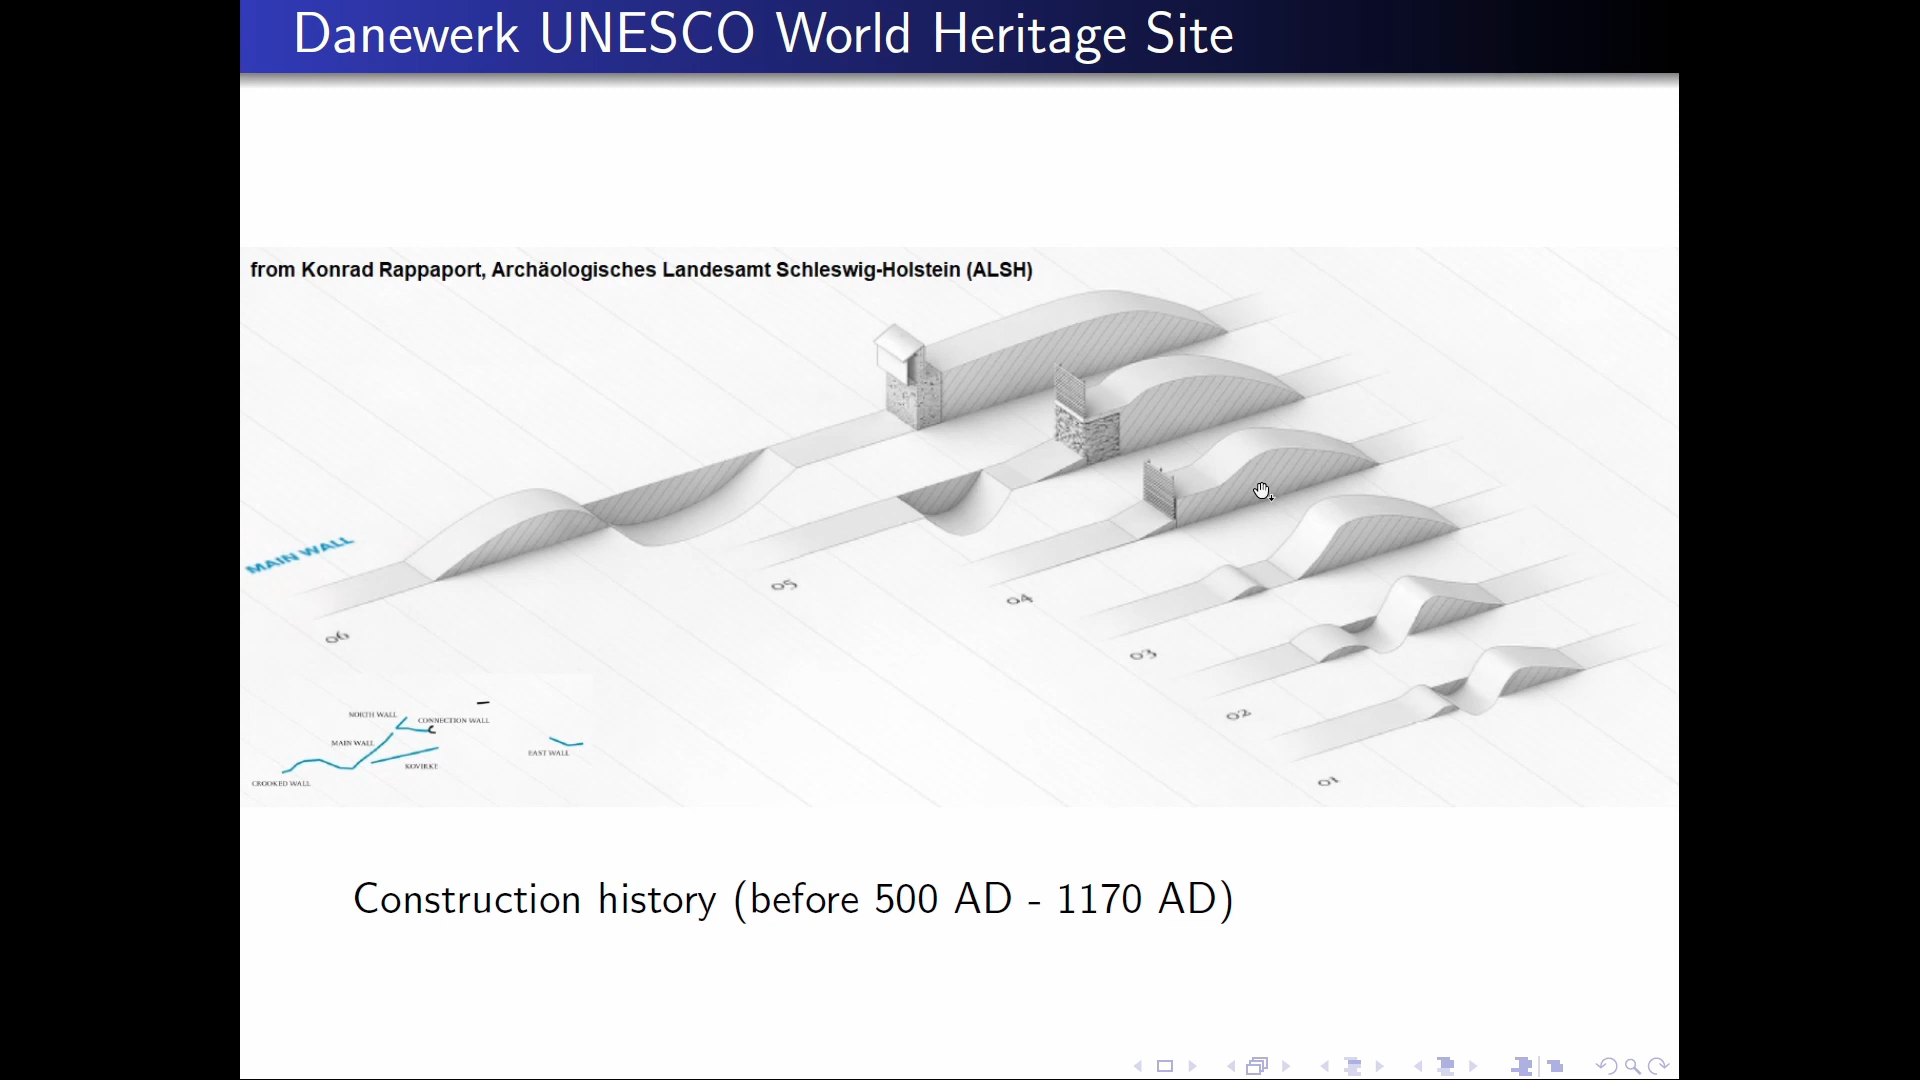 Danewerk UNESCO World Heritage Site
from Konrad Rappaport, Archäologisches Landesamt Schleswig-Holstein (ALSH)
MAIN WALL
06
05
04
03
02
01
NORTH WALL
CONNECTION WALL
MAIN WALL
EAST WALL
KOVIRKE
CROOKED WALL
Construction history (before 500 AD - 1170 AD)